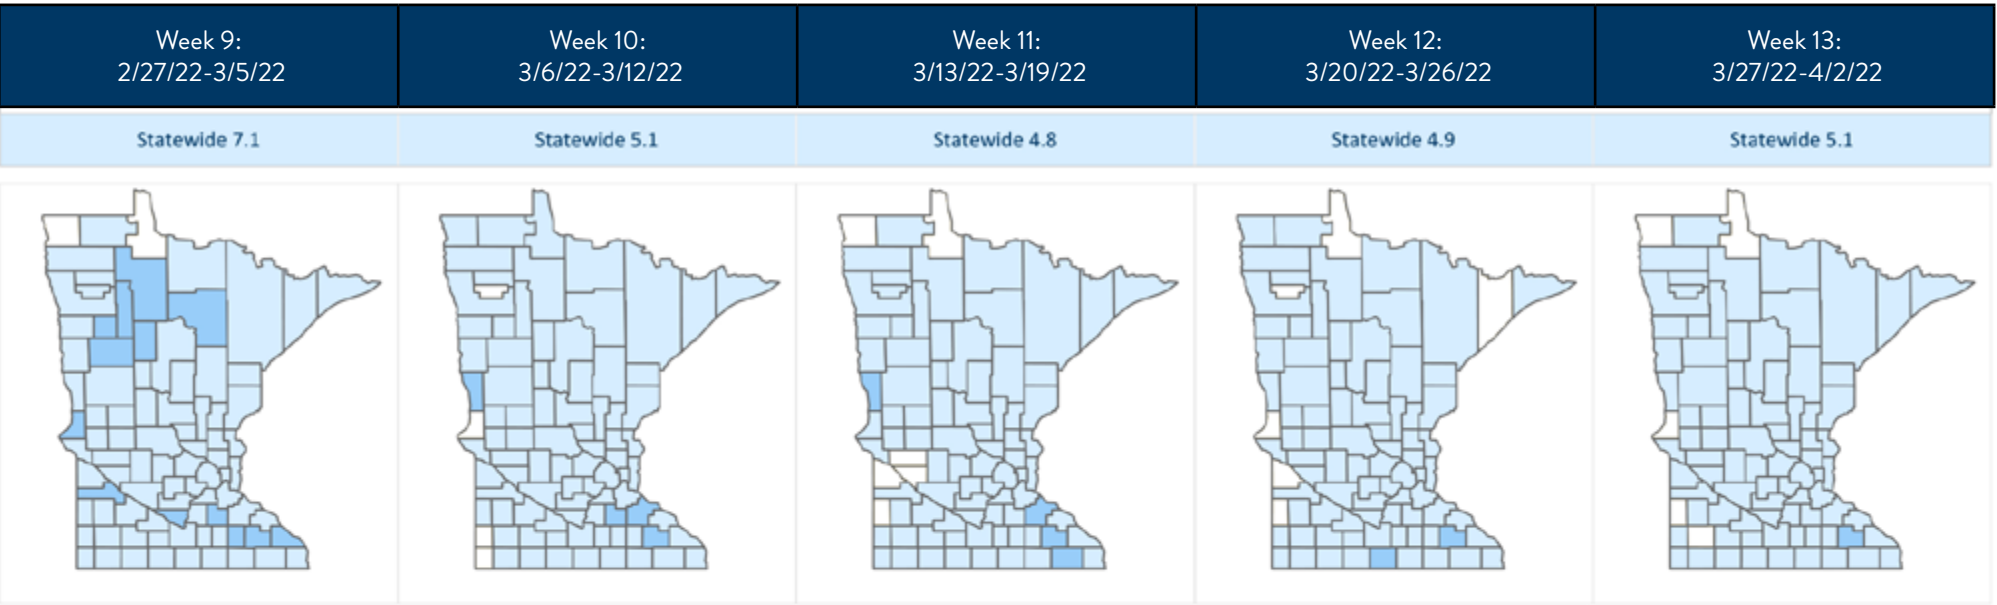 Week 9:
2/27/22-3/5/22
Week 10:
3/6/22-3/12/22
Week 11:
3/13/22-3/19/22
Week 12:
3/20/22-3/26/22
Week 13:
3/27/22-4/2/22
Statewide 7.1
Statewide 5.1
Statewide 4.8
Statewide 4.9
Statewide 5.1